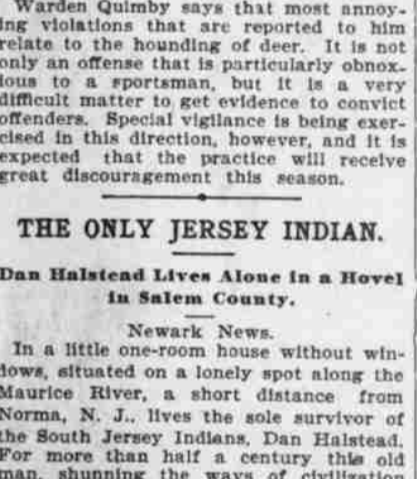 Warden Quimby says that most annoy-
ing violations that are reported to him
relate to the hounding of deer. It is not
only an offense that is particularly obnox-
ious to a sportsman, but it is a very
difficult matter to get evidence to convict
offenders. Special vigilance is being exer-
cised in this direction, however, and it is
expected that the practice will receive
great discouragement this season.
THE ONLY JERSEY INDIAN.
Dan Halstead Lives Alone in a Hovel
in Salem County.
Newark News.
In a little one-room house without win-
dows, situated on a lonely spot along the
Maurice River, a short distance from
Norma, N. J., lives the sole survivor of
the South Jersey Indians, Dan Halstead.
For more than half a century this old
man, shunning the ways of civilization